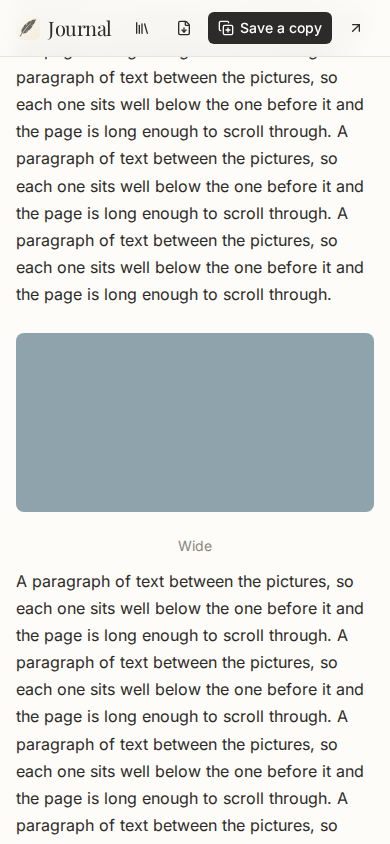 Journal
Save a copy
paragraph of text between the pictures, so
each one sits well below the one before it and
the page is long enough to scroll through. A
paragraph of text between the pictures, so
each one sits well below the one before it and
the page is long enough to scroll through. A
paragraph of text between the pictures, so
each one sits well below the one before it and
the page is long enough to scroll through.
Wide
A paragraph of text between the pictures, so
each one sits well below the one before it and
the page is long enough to scroll through. A
paragraph of text between the pictures, so
each one sits well below the one before it and
the page is long enough to scroll through. A
paragraph of text between the pictures, so
each one sits well below the one before it and
the page is long enough to scroll through. A
paragraph of text between the pictures, so